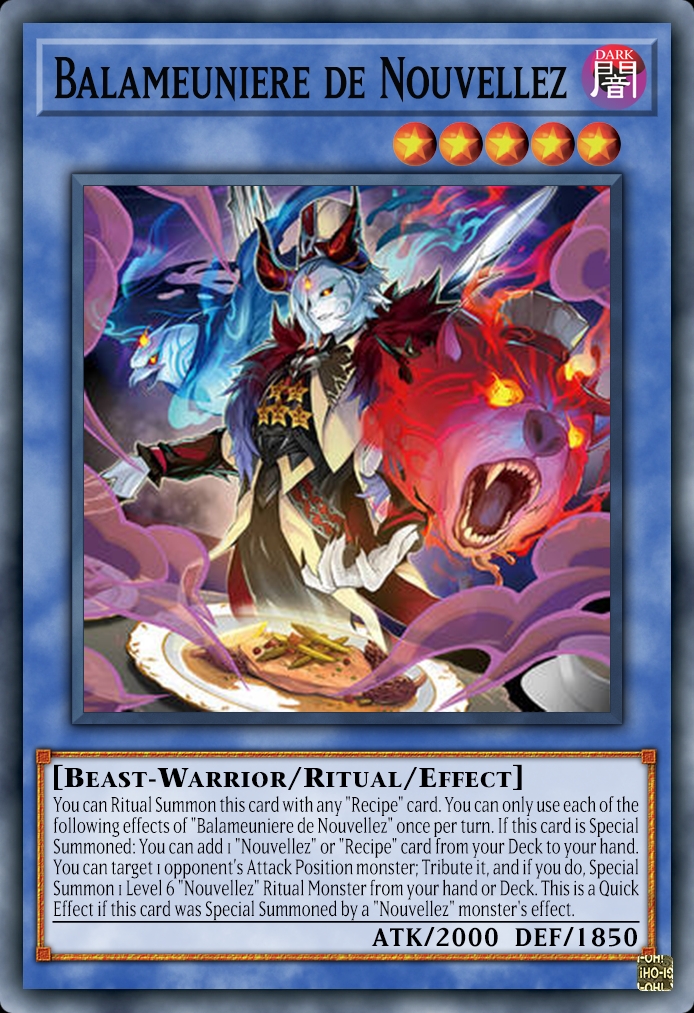 BALAMEUNIERE DE NOUVELLEZ
DARK
闇
[BEAST-WARRIOR/RITUAL/EFFECT]
You can Ritual Summon this card with any "Recipe" card. You can only use each of the
following effects of "Balameuniere de Nouvellez" once per turn. If this card is Special
Summoned: You can add 1 "Nouvellez" or "Recipe" card from your Deck to your hand.
You can target 1 opponent's Attack Position monster; Tribute it, and if you do, Special
Summon 1 Level 6 "Nouvellez" Ritual Monster from your hand or Deck. This is a Quick
Effect if this card was Special Summoned by a "Nouvellez" monster's effect.
ATK/2000 DEF/1850